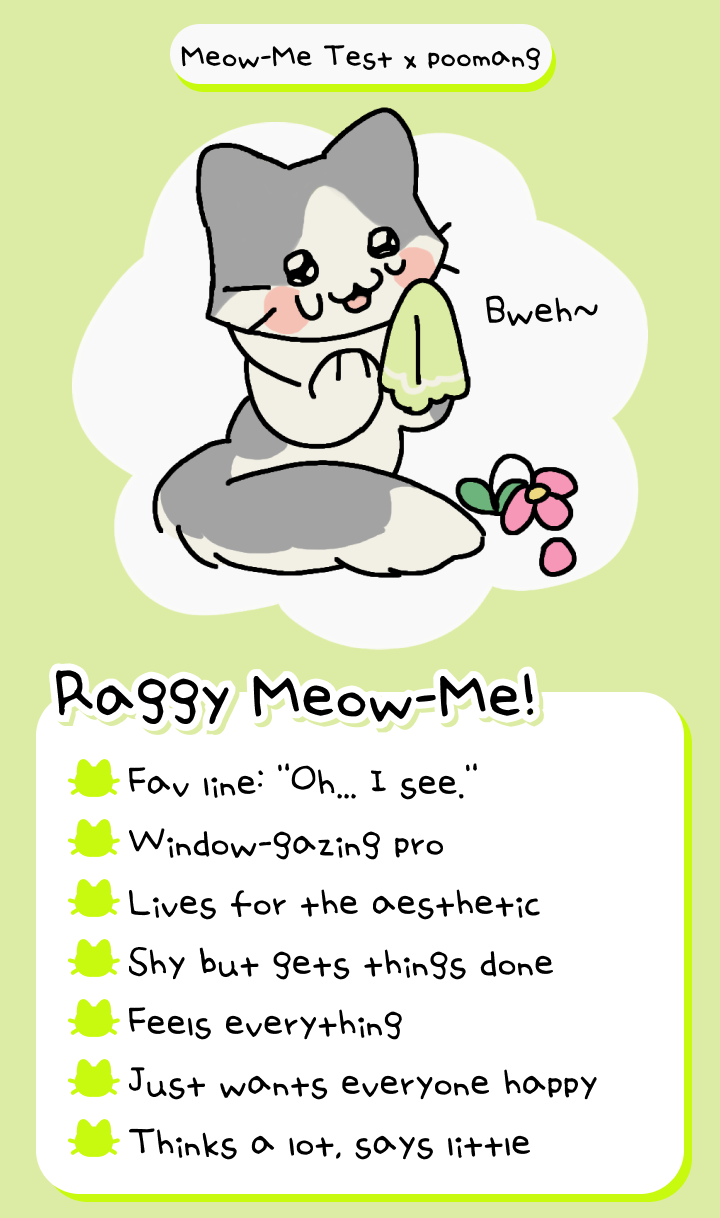 Meow-Me Test x poomang
Bweh~
Raggy Meow-Me!
Fav line: "Oh... I see."
Window-gazing pro
Lives for the aesthetic
Shy but gets things done
Feels everything
Just wants everyone happy
Thinks a lot, says little